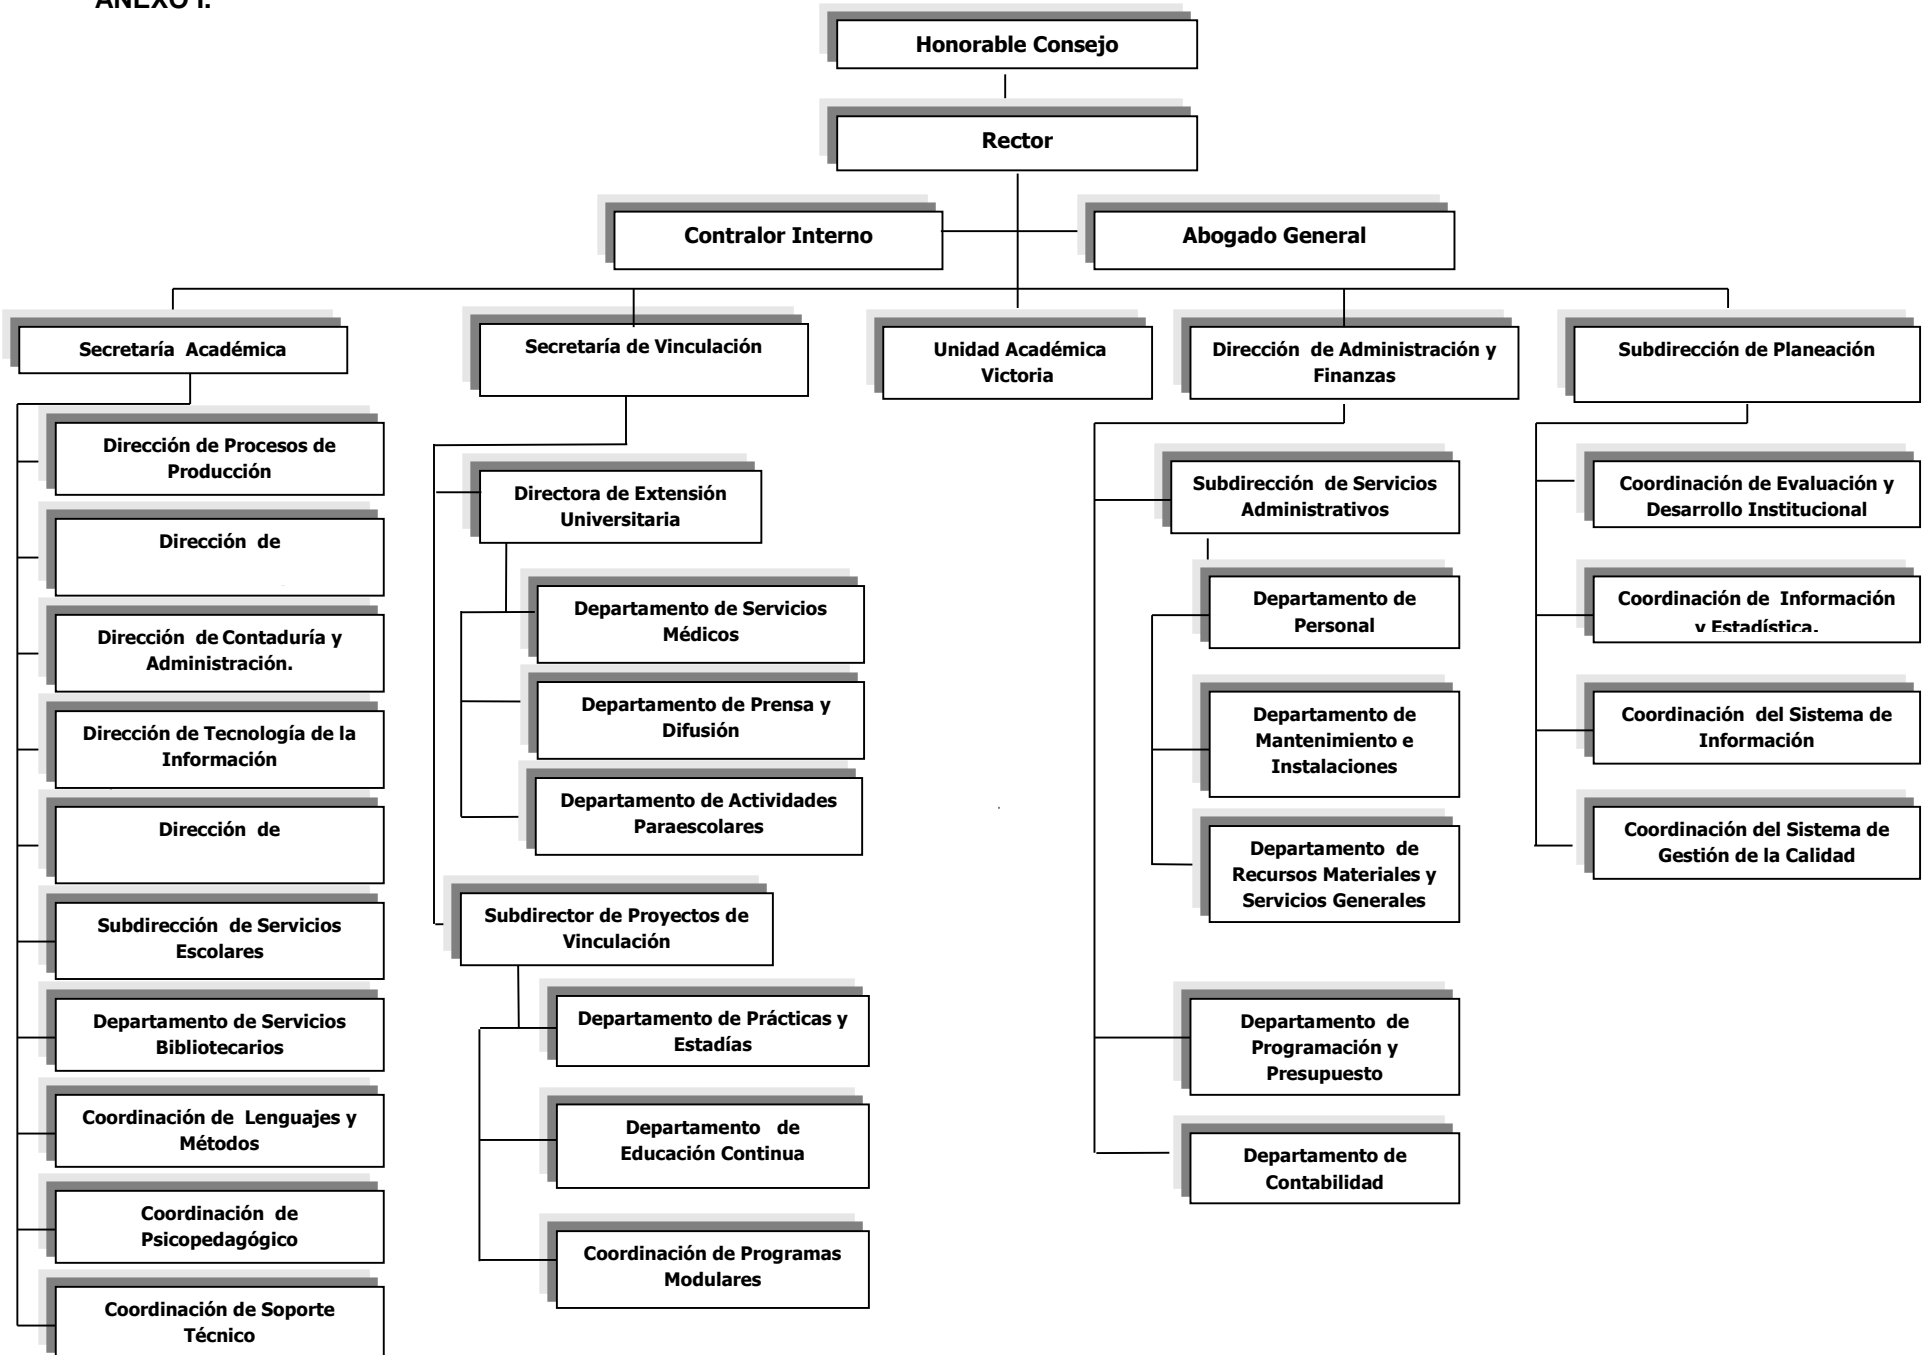 ANEXO I.
Honorable Consejo
Rector
Contralor Interno
Abogado General
Secretaría Académica
Dirección de Procesos de
Producción
Dirección de
Dirección de Contaduría y
Administración.
Dirección de Tecnología de la
Información
Dirección de
Subdirección de Servicios
Escolares
Departamento de Servicios
Bibliotecarios
Coordinación de Lenguajes y
Métodos
Coordinación de
Psicopedagógico
Coordinación de Soporte
Técnico
Secretaría de Vinculación
Directora de Extensión
Universitaria
Departamento de Servicios
Médicos
Departamento de Prensa y
Difusión
Departamento de Actividades
Paraescolares
Subdirector de Proyectos de
Vinculación
Departamento de Prácticas y
Estadías
Departamento de
Educación Continua
Coordinación de Programas
Modulares
Unidad Académica
Victoria
Dirección de Administración y
Finanzas
Subdirección de Servicios
Administrativos
Departamento de
Personal
Departamento de
Mantenimiento e
Instalaciones
Departamento de
Recursos Materiales y
Servicios Generales
Departamento de
Programación y
Presupuesto
Departamento de
Contabilidad
Subdirección de Planeación
Coordinación de Evaluación y
Desarrollo Institucional
Coordinación de Información
y Estadística.
Coordinación del Sistema de
Información
Coordinación del Sistema de
Gestión de la Calidad